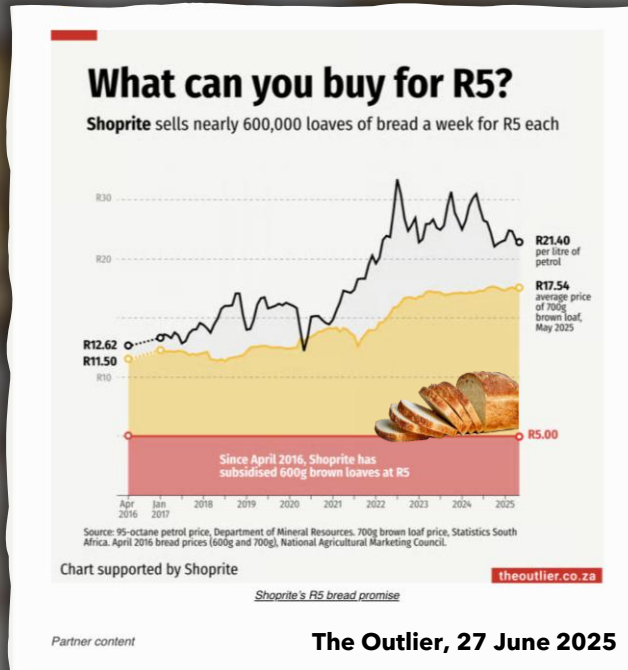 What can you buy for R5?
Shoprite sells nearly 600,000 loaves of bread a week for R5 each
R30
R20
R10
R12.62
R11.50
R21.40
per litre of
petrol
R17.54
average price
of 700g
brown loaf,
May 2025
R5.00
Since April 2016, Shoprite has
subsidised 600g brown loaves at R5
Apr
2016
Jan
2017
2018
2019
2020
2021
2022
2023
2024
2025
Source: 95-octane petrol price, Department of Mineral Resources. 700g brown loaf price, Statistics South
Africa. April 2016 bread prices (600g and 700g), National Agricultural Marketing Council.
Chart supported by Shoprite
theoutlier.co.za
Shoprite's R5 bread promise
Partner content
The Outlier, 27 June 2025